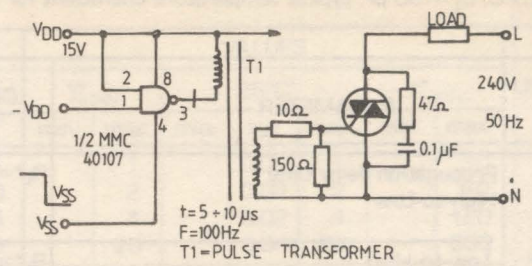 LOAD
VDD
15V
L
T1
2
8
-VDD
1
3
10Ω
47Ω
240V
4
1/2 MMC
40107
150Ω
0.1μF
50Hz
VSS
VSS
t=5÷10μs
F=100Hz
N
T1=PULSE TRANSFORMER